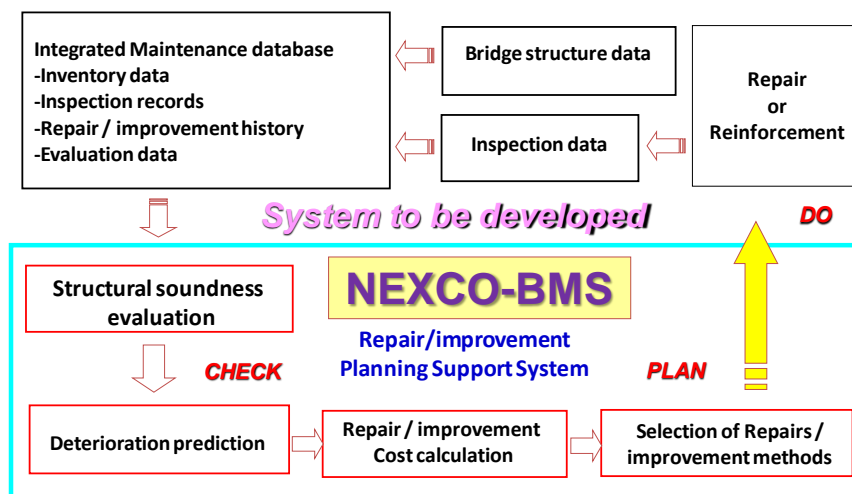 Integrated Maintenance database
-Inventory data
-Inspection records
-Repair / improvement history
-Evaluation data
Bridge structure data
Inspection data
Repair
or
Reinforcement
System to be developed
DO
Structural soundness
evaluation
NEXCO-BMS
Repair/improvement
Planning Support System
CHECK
PLAN
Deterioration prediction
Repair / improvement
Cost calculation
Selection of Repairs /
improvement methods